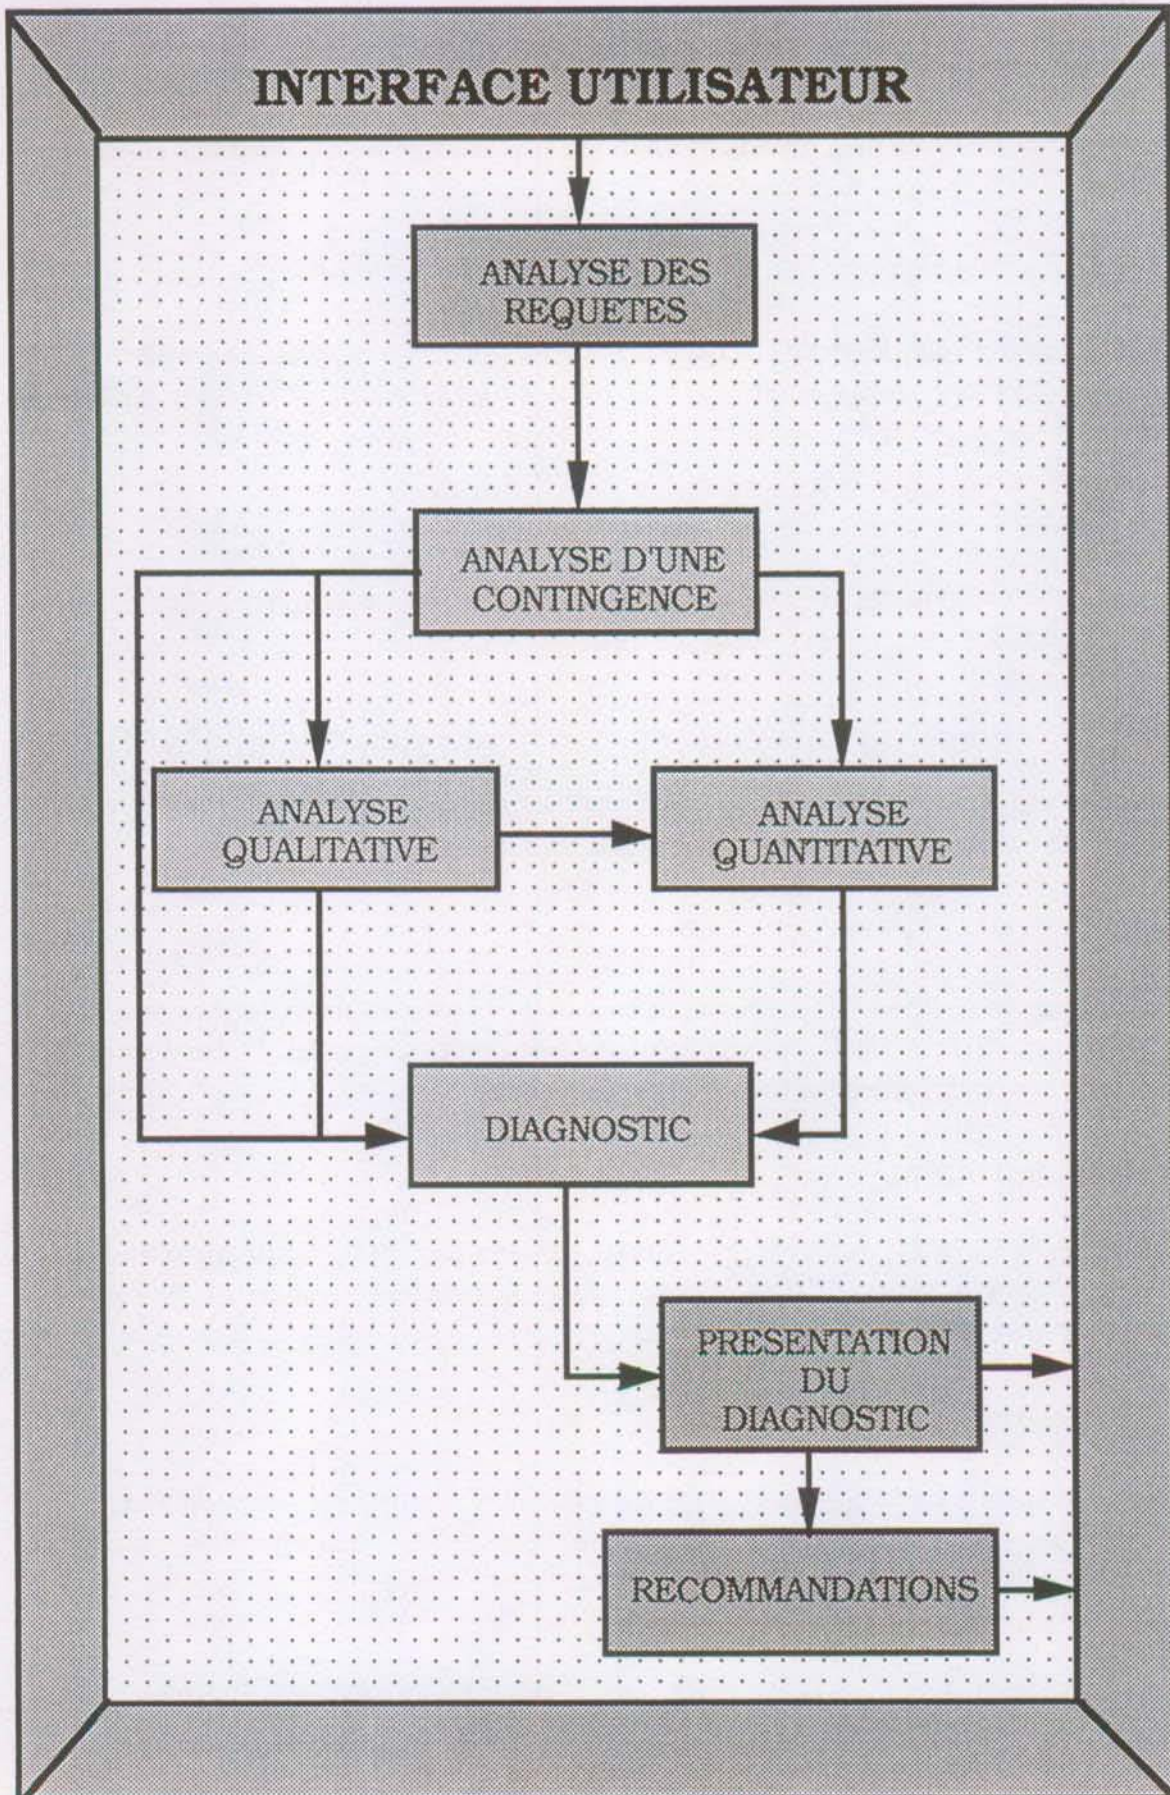 INTERFACE UTILISATEUR
ANALYSE DES
REQUETES
ANALYSE D'UNE
CONTINGENCE
ANALYSE
QUALITATIVE
ANALYSE
QUANTITATIVE
DIAGNOSTIC
PRESENTATION
DU
DIAGNOSTIC
RECOMMANDATIONS